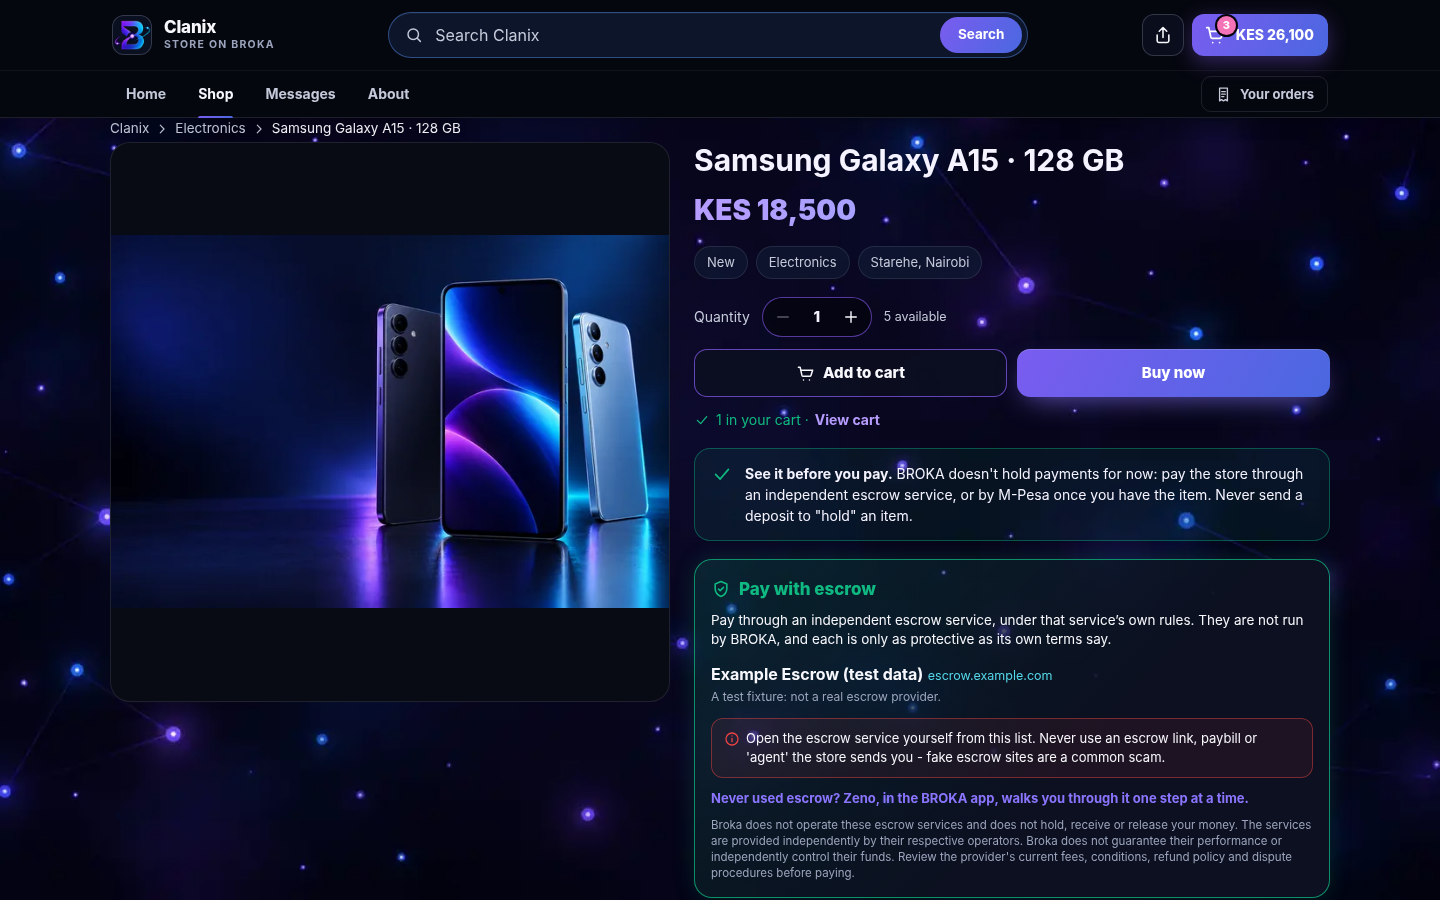 Clanix
STORE ON BROKA
Search Clanix
Search
3
KES 26,100
Home
Shop
Messages
About
Your orders
Clanix > Electronics > Samsung Galaxy A15 · 128 GB
Samsung Galaxy A15 · 128 GB
KES 18,500
New
Electronics
Starehe, Nairobi
Quantity
1
5 available
Add to cart
Buy now
1 in your cart · View cart
See it before you pay. BROKA doesn't hold payments for now: pay the store through
an independent escrow service, or by M-Pesa once you have the item. Never send a
deposit to "hold" an item.
Pay with escrow
Pay through an independent escrow service, under that service’s own rules. They are not run
by BROKA, and each is only as protective as its own terms say.
Example Escrow (test data) escrow.example.com
A test fixture: not a real escrow provider.
Open the escrow service yourself from this list. Never use an escrow link, paybill or
'agent' the store sends you - fake escrow sites are a common scam.
Never used escrow? Zeno, in the BROKA app, walks you through it one step at a time.
Broka does not operate these escrow services and does not hold, receive or release your money. The services
are provided independently by their respective operators. Broka does not guarantee their performance or
independently control their funds. Review the provider's current fees, conditions, refund policy and dispute
procedures before paying.